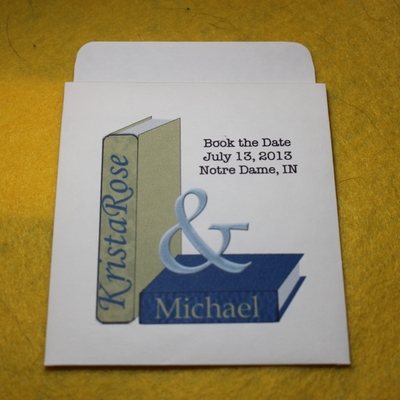 Book the Date
July 13, 2013
Notre Dame, IN
KristaRose
&
Michael